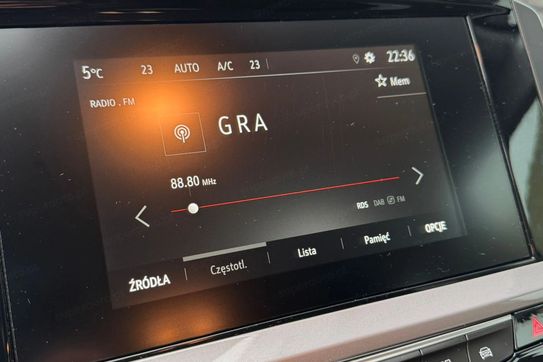 5°C 23 AUTO A/C 23 22:36
Mem
RADIO . FM
GRA
88.80 MHz
RDS DAB FM
ŹRÓDŁA Częstotl. Lista Pamięć OPCJE